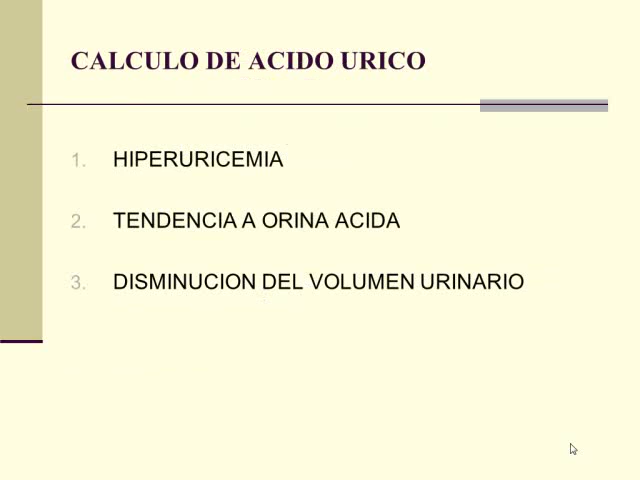 CALCULO DE ACIDO URICO
1. HIPERURICEMIA
2. TENDENCIA A ORINA ACIDA
3. DISMINUCION DEL VOLUMEN URINARIO